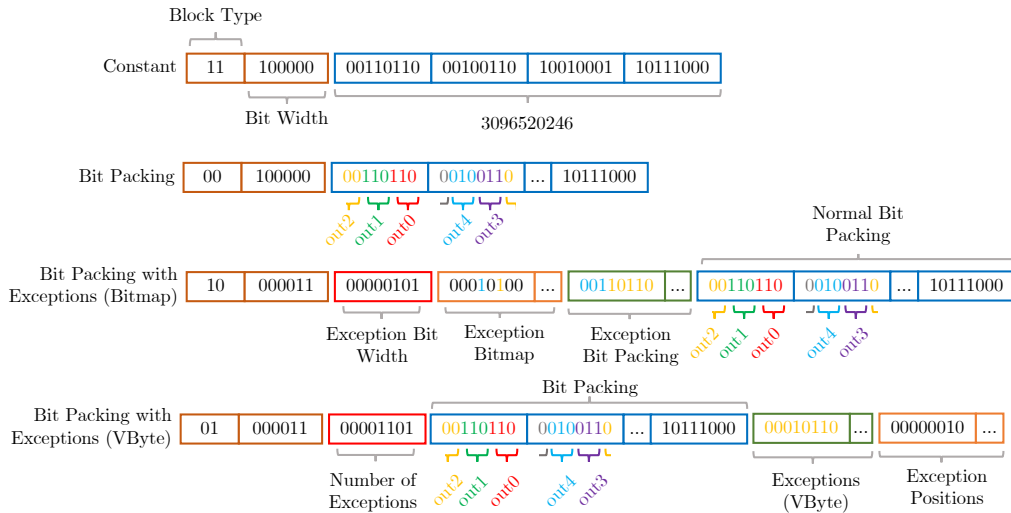 Block Type
Constant 11 100000 00110110 00100110 10010001 10111000
Bit Width
3096520246
Bit Packing 00 100000 00110110 00100110 ... 10111000
out2 out1 out0 out4 out3
Normal Bit
Packing
Bit Packing with
Exceptions (Bitmap)
10 000011 00000101 00010100 ... 00110110 ... 00110110 00100110 ... 10111000
Exception Bit
Width
Exception
Bitmap
Exception
Bit Packing
out2 out1 out0 out4 out3
Bit Packing
Bit Packing with
Exceptions (VByte)
01 000011 00001101 00110110 00100110 ... 10111000 00010110 ... 00000010 ...
Number of
Exceptions
out2 out1 out0 out4 out3
Exceptions
(VByte)
Exception
Positions